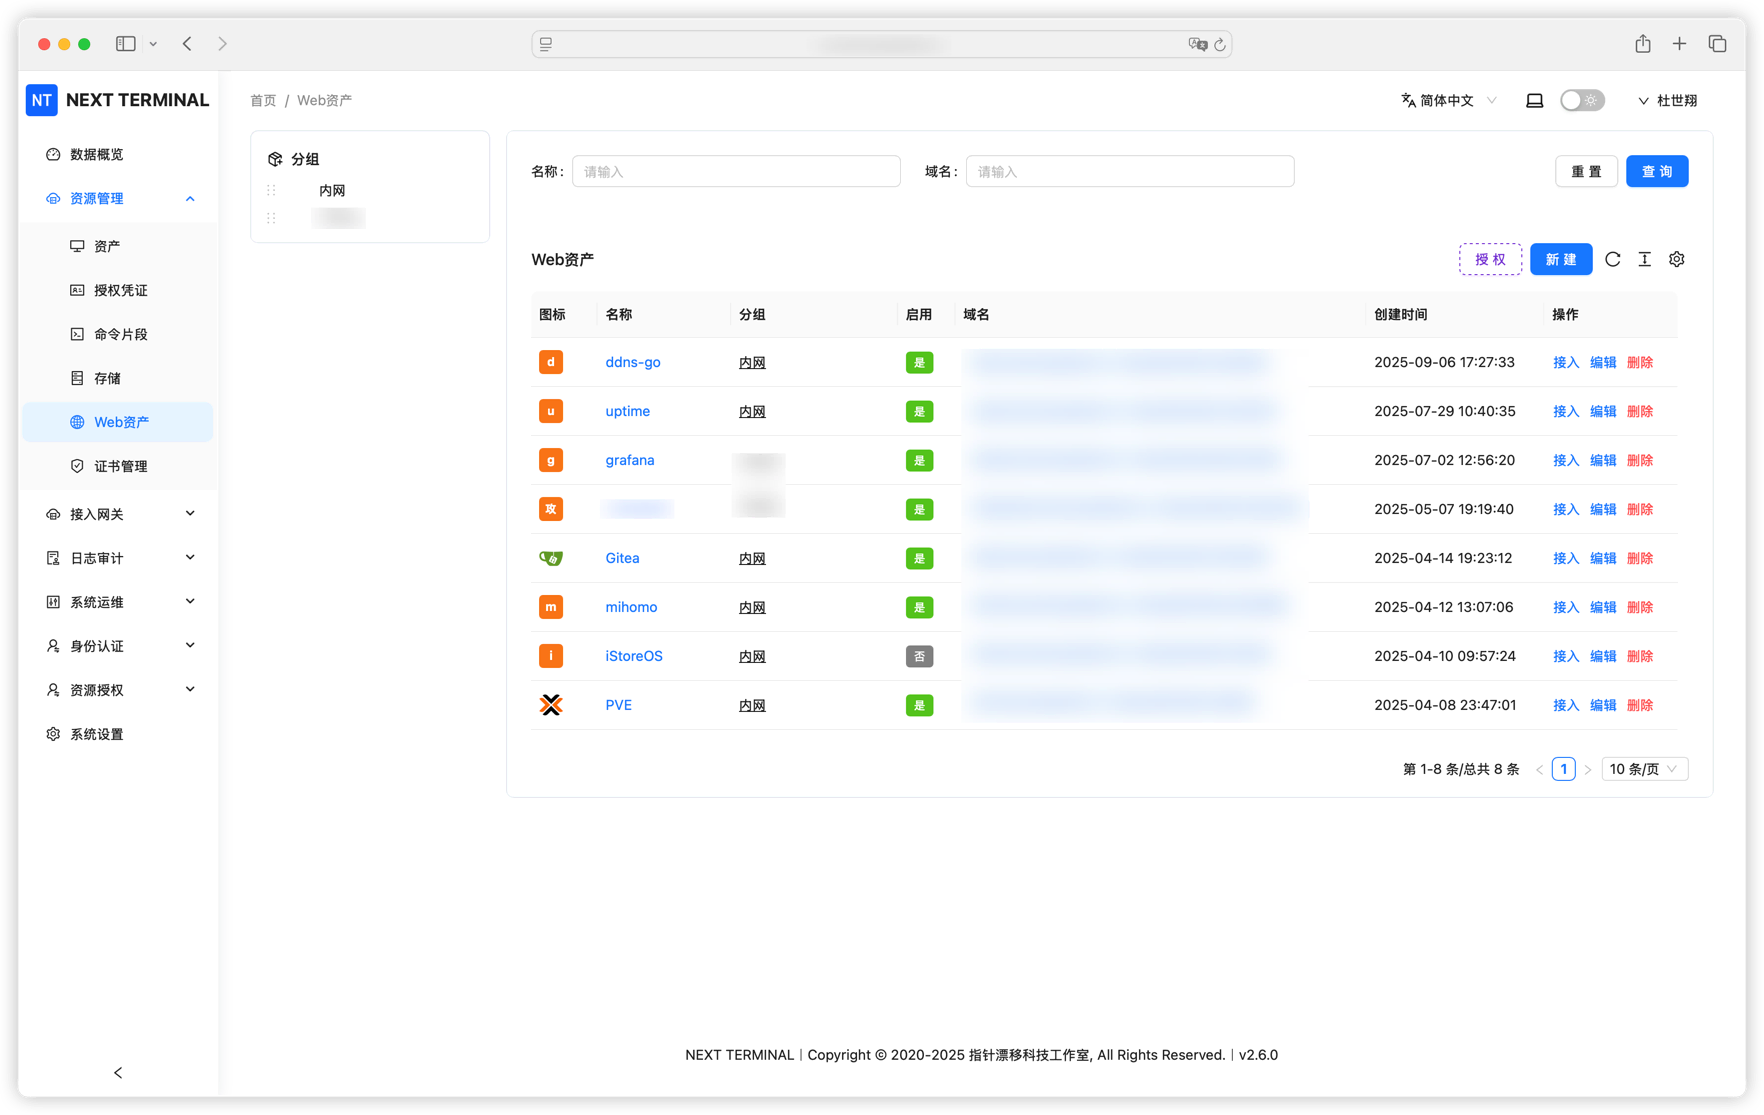 NT NEXT TERMINAL
首页 / Web资产
简体中文
杜世翔
数据概览
资源管理
资产
授权凭证
命令片段
存储
Web资产
证书管理
接入网关
日志审计
系统运维
身份认证
资源授权
系统设置
分组
内网
名称: 请输入 域名: 请输入 重 置 查 询
Web资产 授 权 新 建
图标 名称 分组 启用 域名 创建时间 操作
d ddns-go 内网 是 2025-09-06 17:27:33 接入 编辑 删除
u uptime 内网 是 2025-07-29 10:40:35 接入 编辑 删除
g grafana 是 2025-07-02 12:56:20 接入 编辑 删除
攻 是 2025-05-07 19:19:40 接入 编辑 删除
Gitea 内网 是 2025-04-14 19:23:12 接入 编辑 删除
m mihomo 内网 是 2025-04-12 13:07:06 接入 编辑 删除
i iStoreOS 内网 否 2025-04-10 09:57:24 接入 编辑 删除
PVE 内网 是 2025-04-08 23:47:01 接入 编辑 删除
第 1-8 条/总共 8 条 1 10 条/页
NEXT TERMINAL | Copyright © 2020-2025 指针漂移科技工作室, All Rights Reserved. | v2.6.0